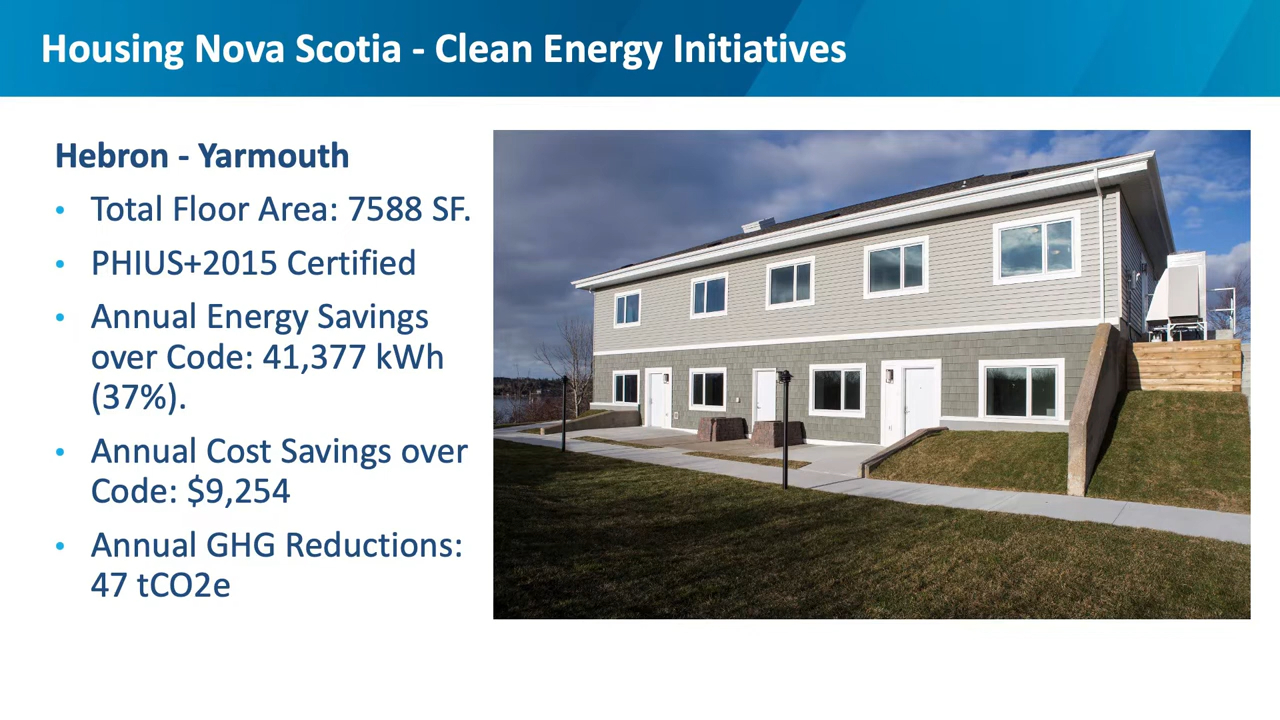 Housing Nova Scotia - Clean Energy Initiatives
Hebron - Yarmouth
• Total Floor Area: 7588 SF.
• PHIUS+2015 Certified
• Annual Energy Savings
over Code: 41,377 kWh
(37%).
• Annual Cost Savings over
Code: $9,254
• Annual GHG Reductions:
47 tCO2e